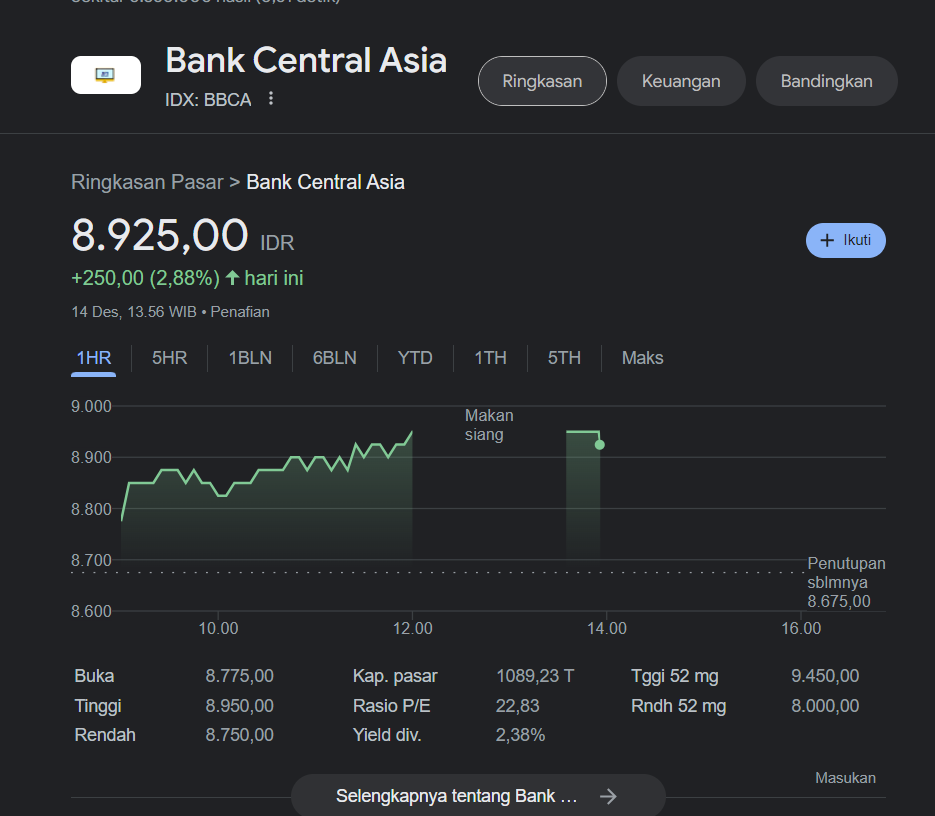 Bank Central Asia
IDX: BBCA
Ringkasan
Keuangan
Bandingkan
Ringkasan Pasar > Bank Central Asia
8.925,00 IDR
+ Ikuti
+250,00 (2,88%) ↑ hari ini
14 Des, 13.56 WIB • Penafian
1HR 5HR 1BLN 6BLN YTD 1TH 5TH Maks
9.000
Makan
siang
8.900
8.800
8.700
Penutupan
sblmnya
8.675,00
8.600
10.00 12.00 14.00 16.00
Buka 8.775,00 Kap. pasar 1089,23 T Tggi 52 mg 9.450,00
Tinggi 8.950,00 Rasio P/E 22,83 Rndh 52 mg 8.000,00
Rendah 8.750,00 Yield div. 2,38%
Masukan
Selengkapnya tentang Bank … →